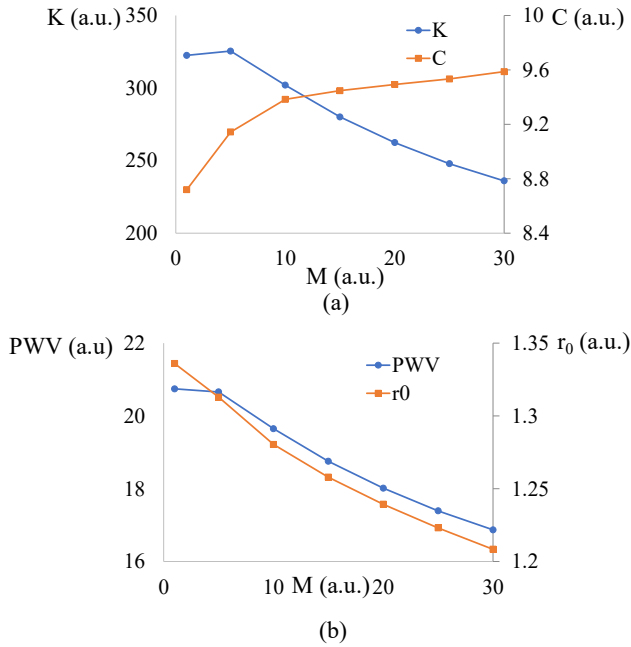 K (a.u.)
350
10
C (a.u.)
K
C
300
9.6
9.2
250
8.8
200
8.4
0
10
20
30
M (a.u.)
(a)
PWV (a.u)
22
1.35
r₀ (a.u.)
PWV
r0
20
1.3
18
1.25
16
1.2
0
10
M (a.u.)
20
30
(b)